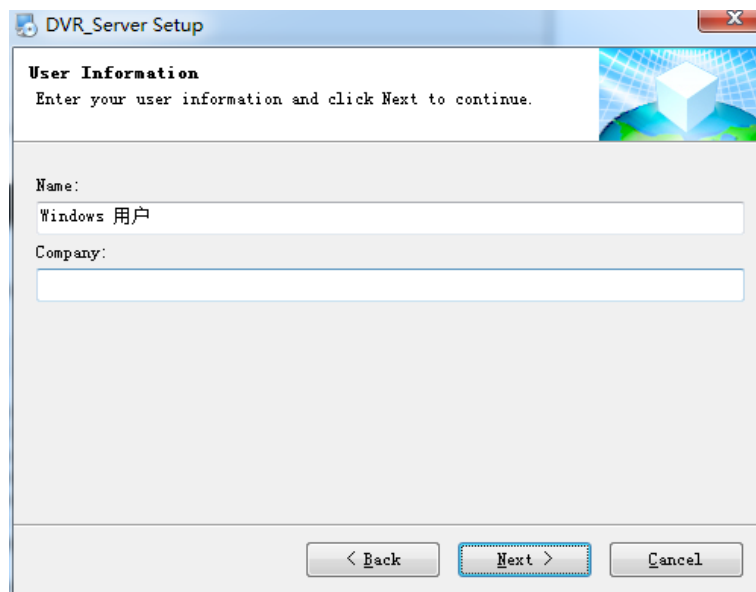 DVR_Server Setup
User Information
Enter your user information and click Next to continue.
Name:
Windows 用户
Company:
< Back
Next >
Cancel